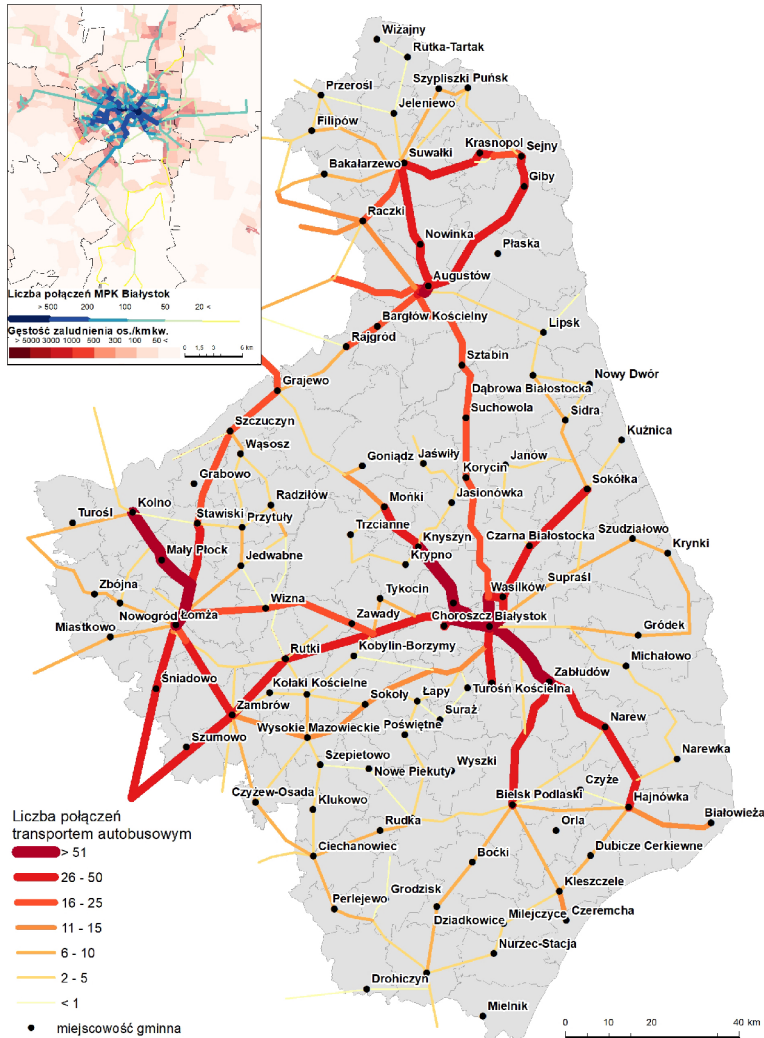 Liczba połączeń MPK Białystok
> 500 200 100 50 20 <
Gęstość zaludnienia os./km kw.
> 5000 3000 1000 500 300 100 50 <
0 1,5 3 6 km
Wiżajny
Rutka-Tartak
Szypliszki Puńsk
Przerośl
Jeleniewo
Filipów
Krasnopol
Sejny
Suwałki
Bakałarzewo
Giby
Raczki
Nowinka
Płaska
Augustów
Bargłów Kościelny
Lipsk
Rajgród
Sztabin
Nowy Dwór
Grajewo
Dąbrowa Białostocka
Suchowola
Sidra
Szczuczyn
Kuźnica
Wąsosz
Goniądz
Jaświły
Janów
Grabowo
Korycin
Sokółka
Radziłów
Kolno
Mońki
Jasionówka
Turośl
Stawiski
Przytuły
Trzcianne
Szudziałowo
Knyszyn
Czarna Białostocka
Krynki
Mały Płock
Jedwabne
Krypno
Supraśl
Zbójna
Tykocin
Wasilków
Wizna
Nowogród
Łomża
Zawady
Choroszcz
Białystok
Gródek
Miastkowo
Rutki
Kobylin-Borzymy
Michałowo
Zabłudów
Śniadowo
Kołaki Kościelne
Sokoły
Łapy
Turośń Kościelna
Zambrów
Suraż
Narew
Wysokie Mazowieckie
Poświętne
Szumowo
Szepietowo
Wyszki
Narewka
Nowe Piekuty
Czyże
Czyżew-Osada
Klukowo
Bielsk Podlaski
Hajnówka
Białowieża
Rudka
Orla
Ciechanowiec
Boćki
Dubicze Cerkiewne
Grodzisk
Kleszczele
Perlejewo
Dziadkowice
Milejczyce
Czeremcha
Nurzec-Stacja
Drohiczyn
Mielnik
Liczba połączeń
transportem autobusowym
> 51
26 - 50
16 - 25
11 - 15
6 - 10
2 - 5
< 1
miejscowość gminna
0 10 20 40 km